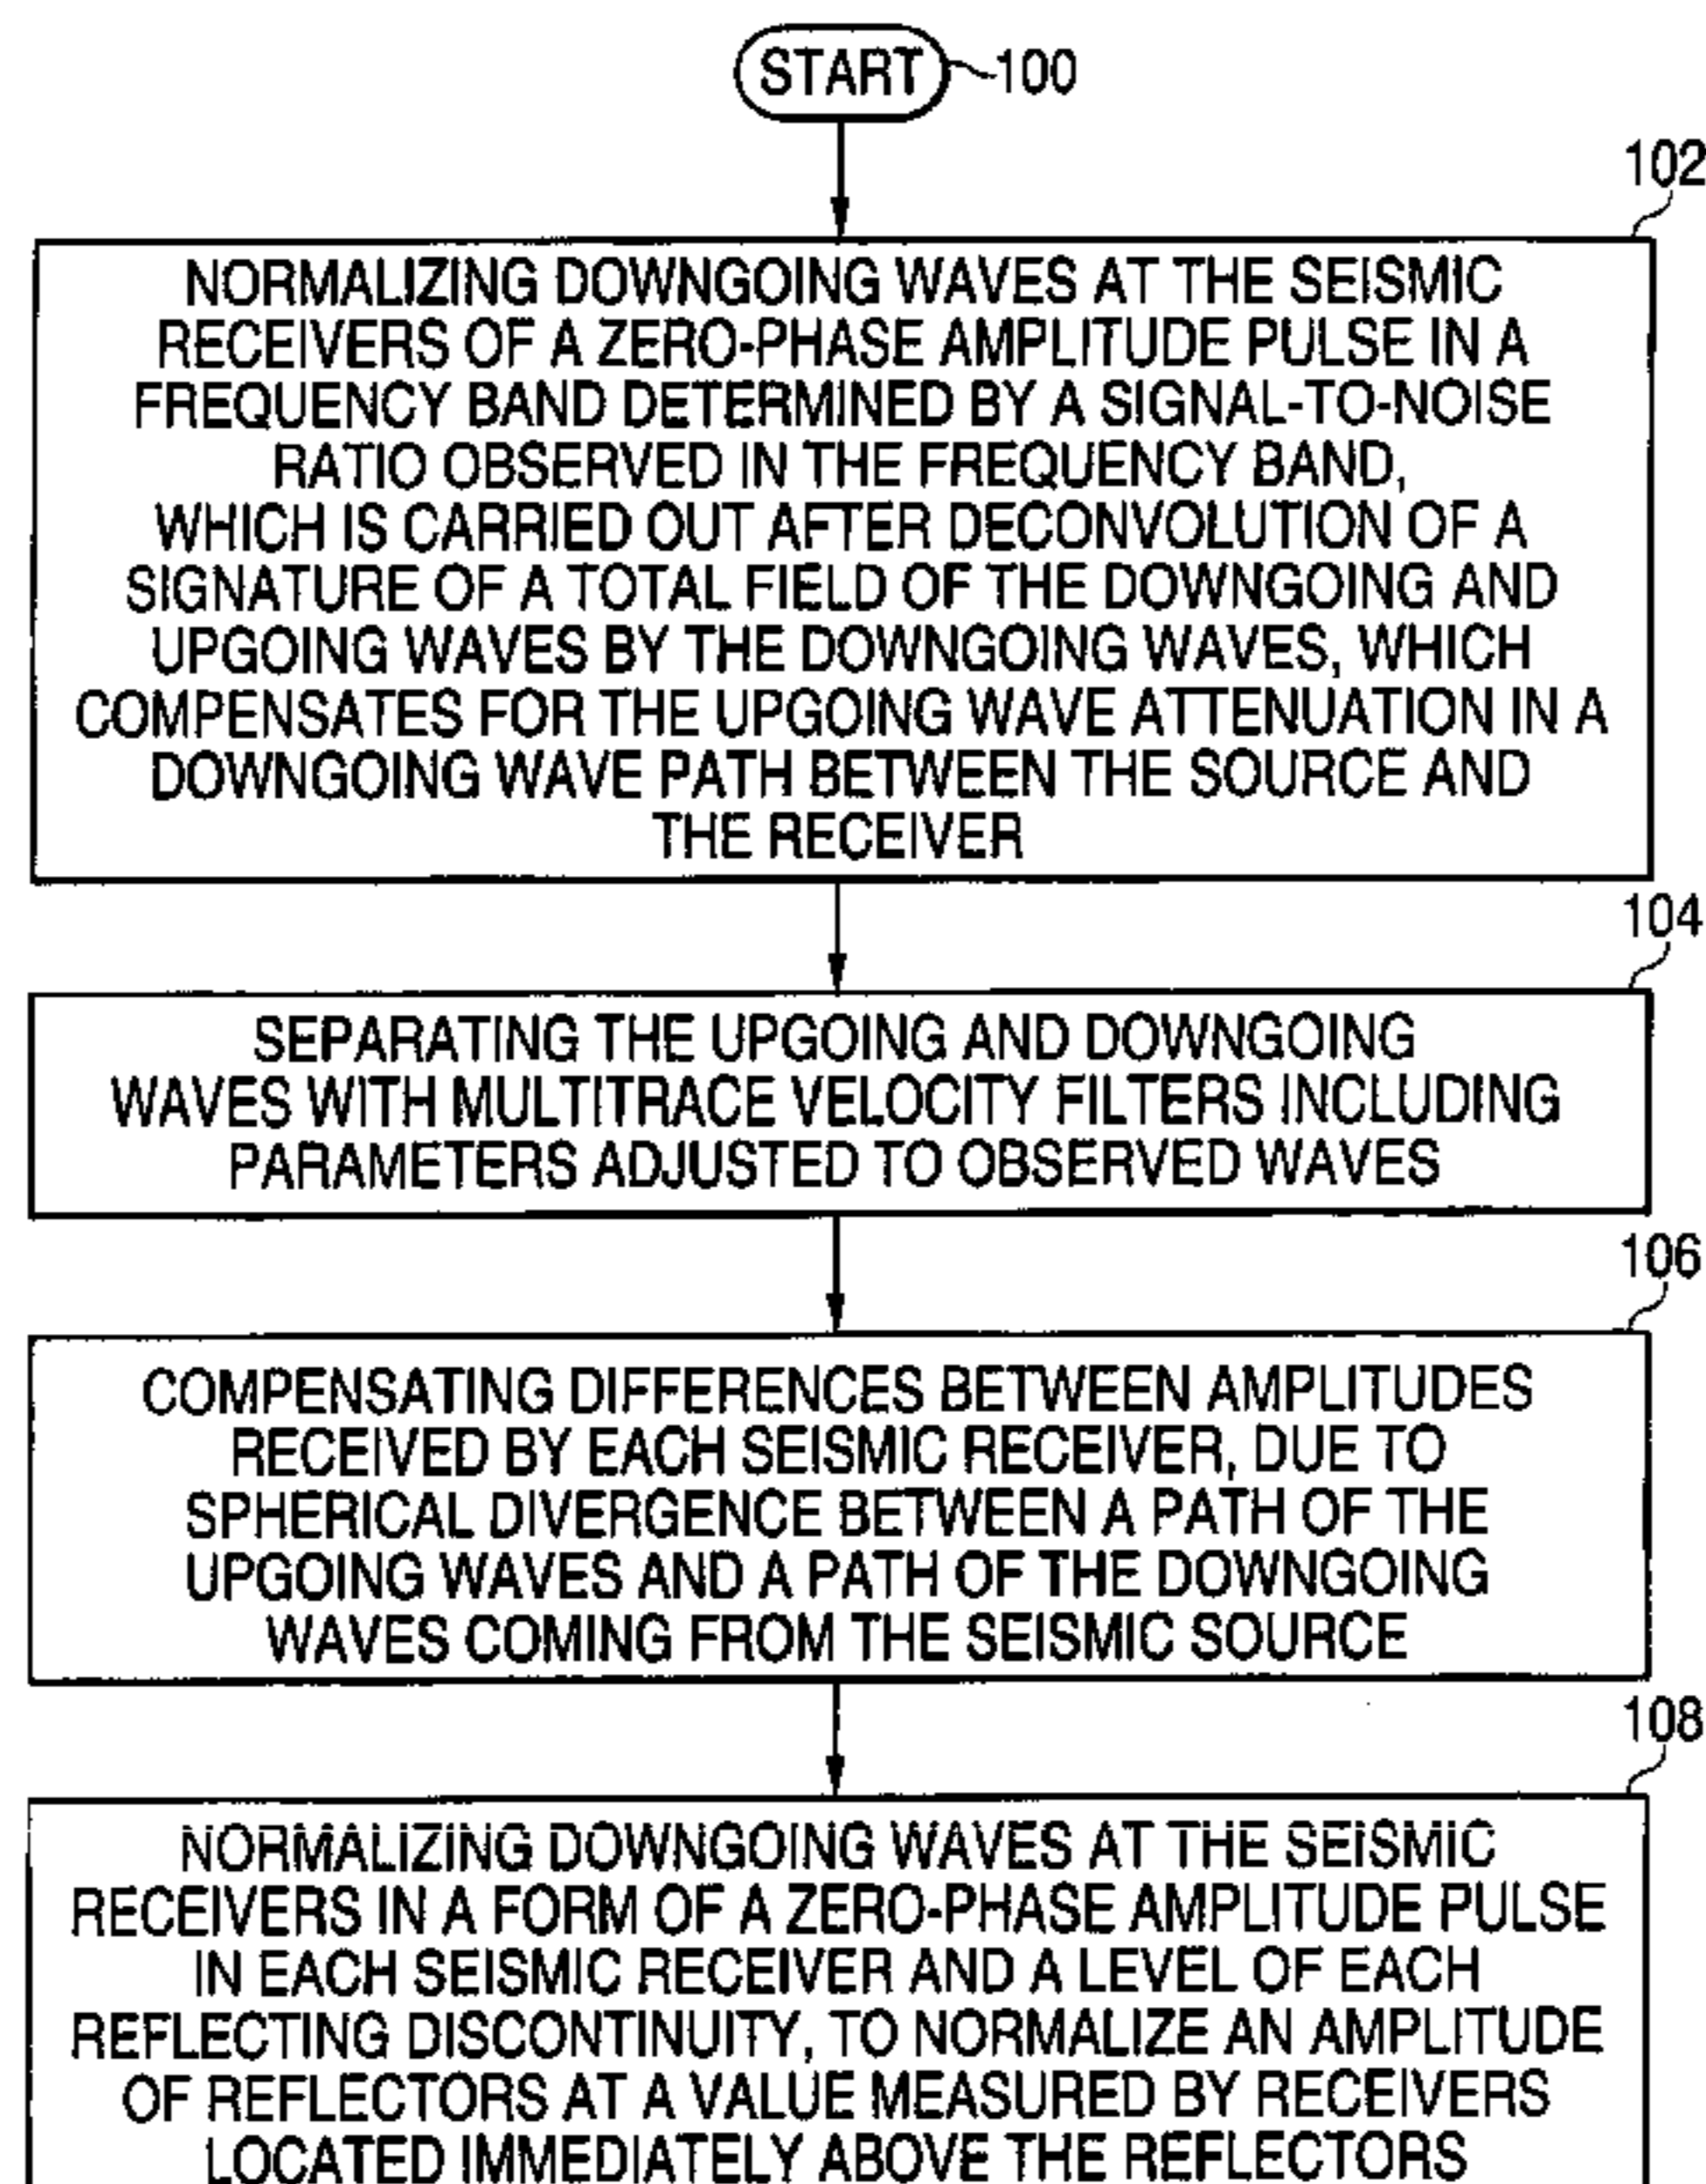 START 100
102
NORMALIZING DOWNGOING WAVES AT THE SEISMIC
RECEIVERS OF A ZERO-PHASE AMPLITUDE PULSE IN A
FREQUENCY BAND DETERMINED BY A SIGNAL-TO-NOISE
RATIO OBSERVED IN THE FREQUENCY BAND,
WHICH IS CARRIED OUT AFTER DECONVOLUTION OF A
SIGNATURE OF A TOTAL FIELD OF THE DOWNGOING AND
UPGOING WAVES BY THE DOWNGOING WAVES, WHICH
COMPENSATES FOR THE UPGOING WAVE ATTENUATION IN A
DOWNGOING WAVE PATH BETWEEN THE SOURCE AND
THE RECEIVER
104
SEPARATING THE UPGOING AND DOWNGOING
WAVES WITH MULTITRACE VELOCITY FILTERS INCLUDING
PARAMETERS ADJUSTED TO OBSERVED WAVES
106
COMPENSATING DIFFERENCES BETWEEN AMPLITUDES
RECEIVED BY EACH SEISMIC RECEIVER, DUE TO
SPHERICAL DIVERGENCE BETWEEN A PATH OF THE
UPGOING WAVES AND A PATH OF THE DOWNGOING
WAVES COMING FROM THE SEISMIC SOURCE
108
NORMALIZING DOWNGOING WAVES AT THE SEISMIC
RECEIVERS IN A FORM OF A ZERO-PHASE AMPLITUDE PULSE
IN EACH SEISMIC RECEIVER AND A LEVEL OF EACH
REFLECTING DISCONTINUITY, TO NORMALIZE AN AMPLITUDE
OF REFLECTORS AT A VALUE MEASURED BY RECEIVERS
LOCATED IMMEDIATELY ABOVE THE REFLECTORS